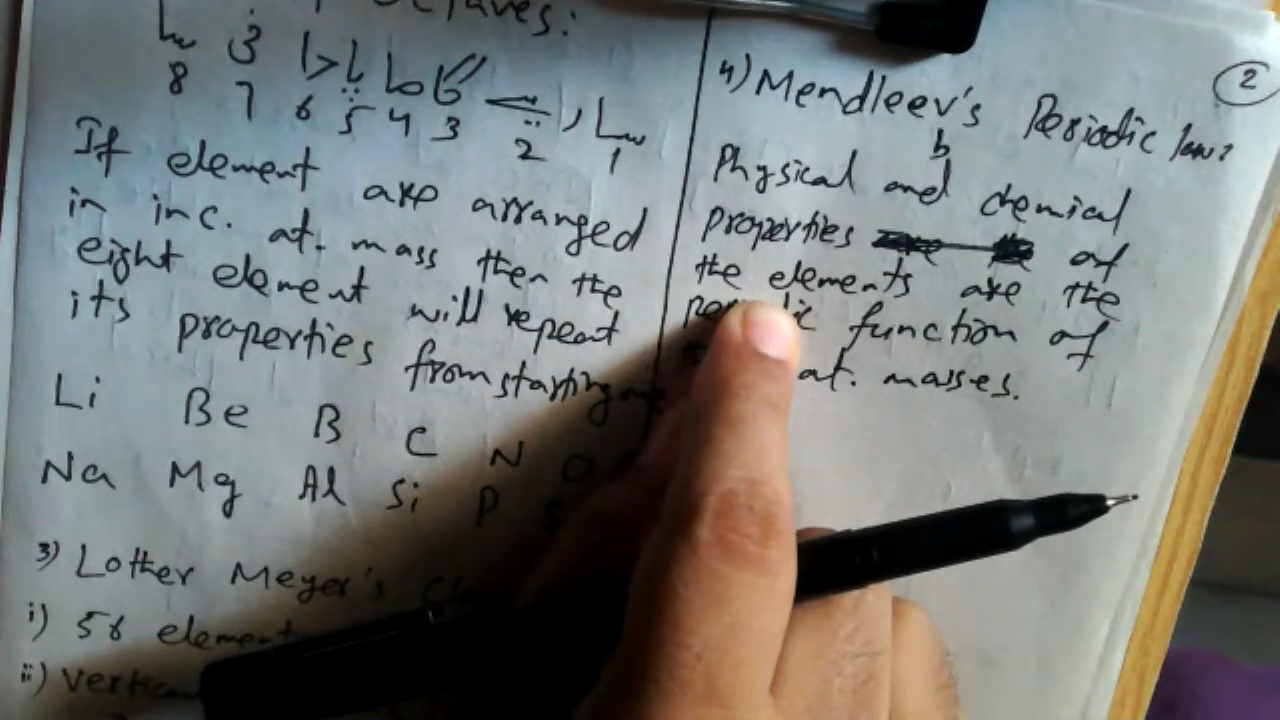 Octaves:
8 7 6 5 4 3 2 1
If element are arranged
in inc. at. mass then the
eight element will repeat
its properties from starting
Li Be B C N O
Na Mg Al Si P S
3) Lother Meyer's
i) 56 element
ii)
2
4) Mendleev's Periodic law:
Physical and chemical
properties of
the elements are the
function of
at. masses.